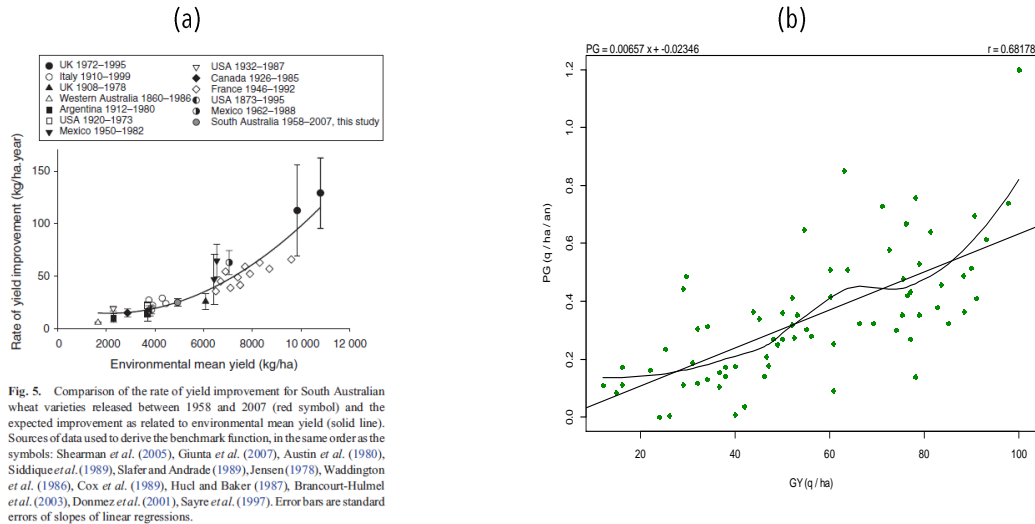 (a)
(b)
UK 1972–1995
Italy 1910–1999
UK 1908–1978
Western Australia 1860–1986
Argentina 1912–1980
USA 1920–1973
Mexico 1950–1982
USA 1932–1987
Canada 1926–1985
France 1946–1992
USA 1873–1995
Mexico 1962–1988
South Australia 1958–2007, this study
Rate of yield improvement (kg/ha.year)
150
100
50
0
0
2000
4000
6000
8000
10 000
12 000
Environmental mean yield (kg/ha)
Fig. 5. Comparison of the rate of yield improvement for South Australian
wheat varieties released between 1958 and 2007 (red symbol) and the
expected improvement as related to environmental mean yield (solid line).
Sources of data used to derive the benchmark function, in the same order as the
symbols: Shearman et al. (2005), Giunta et al. (2007), Austin et al. (1980),
Siddique et al. (1989), Slafer and Andrade (1989), Jensen (1978), Waddington
et al. (1986), Cox et al. (1989), Hucl and Baker (1987), Brancourt-Hulmel
et al. (2003), Donmez et al. (2001), Sayre et al. (1997). Error bars are standard
errors of slopes of linear regressions.
PG = 0.00657 x + -0.02346
r = 0.68178
PG (q / ha / an)
1.2
1.0
0.8
0.6
0.4
0.2
0.0
20
40
60
80
100
GY (q / ha)